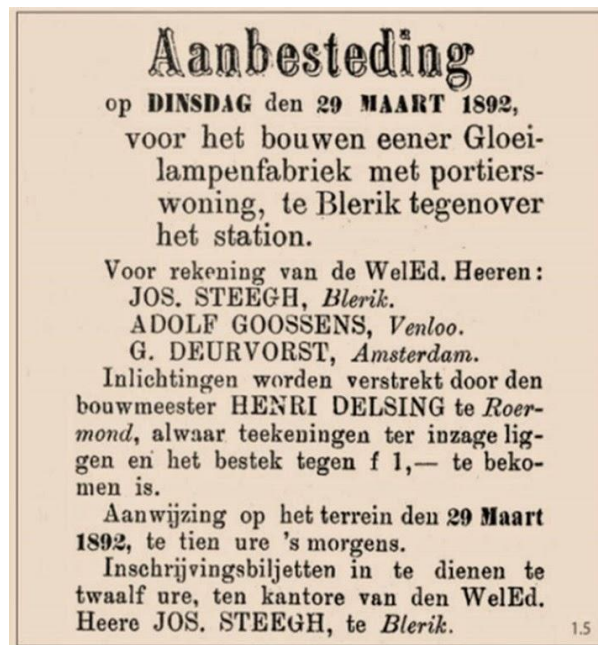 Aanbesteding
op DINSDAG den 29 MAART 1892,
voor het bouwen eener Gloei-
lampenfabriek met portiers-
woning, te Blerik tegenover
het station.
Voor rekening van de WelEd. Heeren:
JOS. STEEGH, Blerik.
ADOLF GOOSSENS, Venloo.
G. DEURVORST, Amsterdam.
Inlichtingen worden verstrekt door den
bouwmeester HENRI DELSING te Roer-
mond, alwaar teekeningen ter inzage lig-
gen en het bestek tegen f 1,— te beko-
men is.
Aanwijzing op het terrein den 29 Maart
1892, te tien ure 's morgens.
Inschrijvingsbiljetten in te dienen te
twaalf ure, ten kantore van den WelEd.
Heere JOS. STEEGH, te Blerik.
1.5